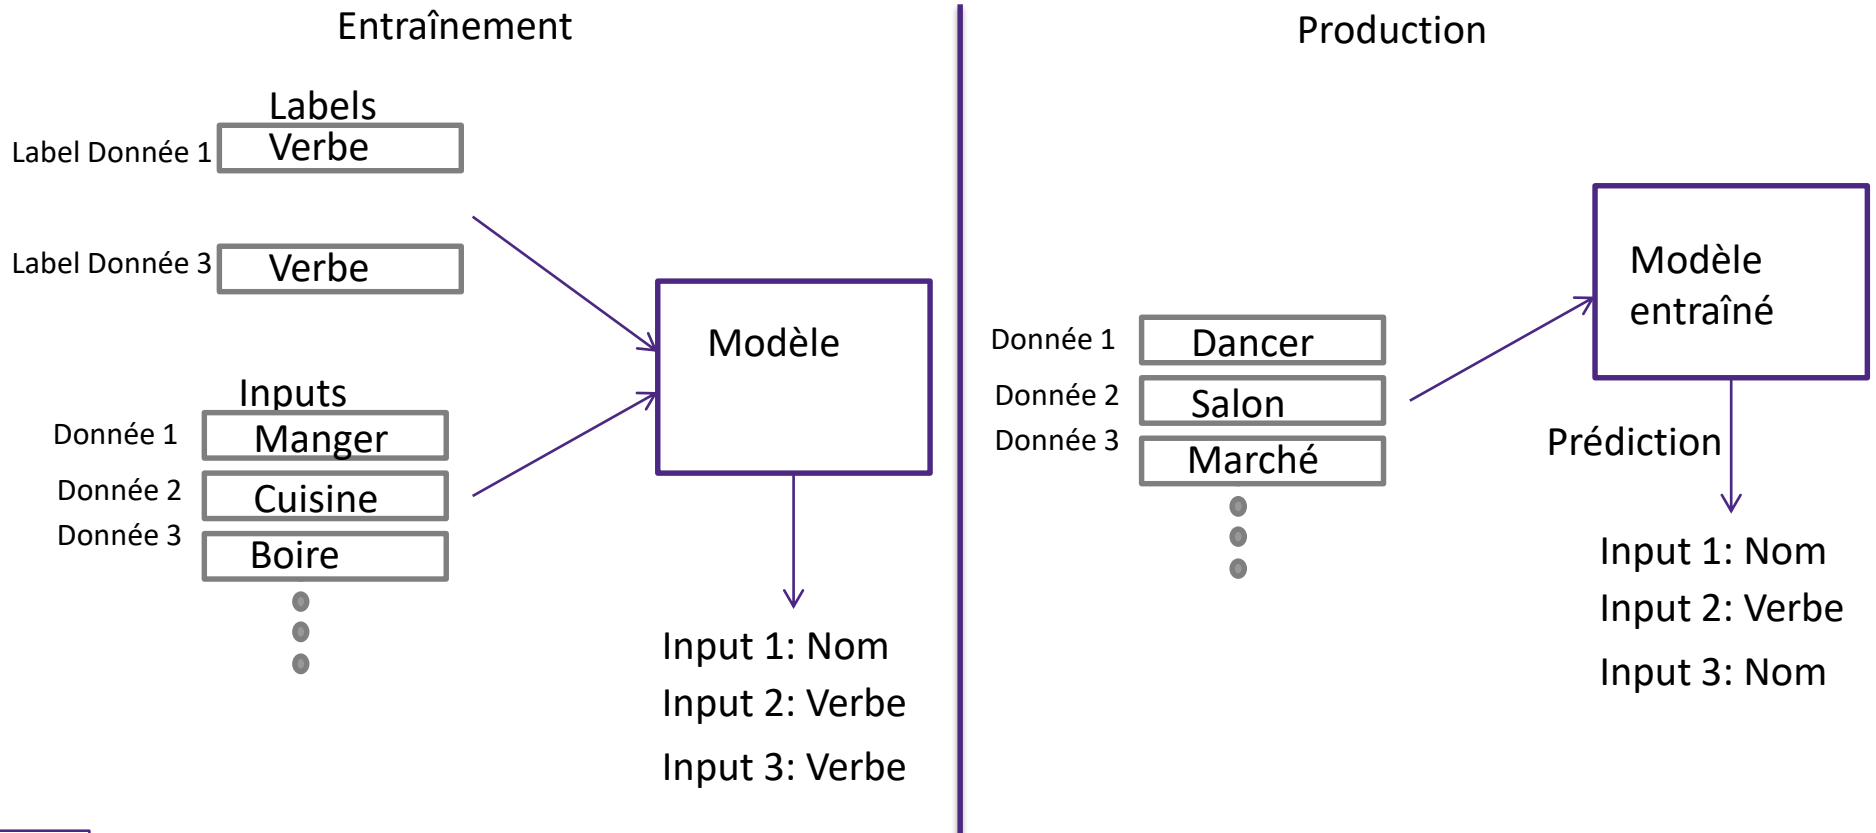 Entraînement
Labels
Label Donnée 1
Verbe
Label Donnée 3
Verbe
Modèle
Inputs
Donnée 1
Manger
Donnée 2
Cuisine
Donnée 3
Boire
Input 1: Nom
Input 2: Verbe
Input 3: Verbe
Production
Modèle
entraîné
Donnée 1
Dancer
Donnée 2
Salon
Donnée 3
Marché
Prédiction
Input 1: Nom
Input 2: Verbe
Input 3: Nom